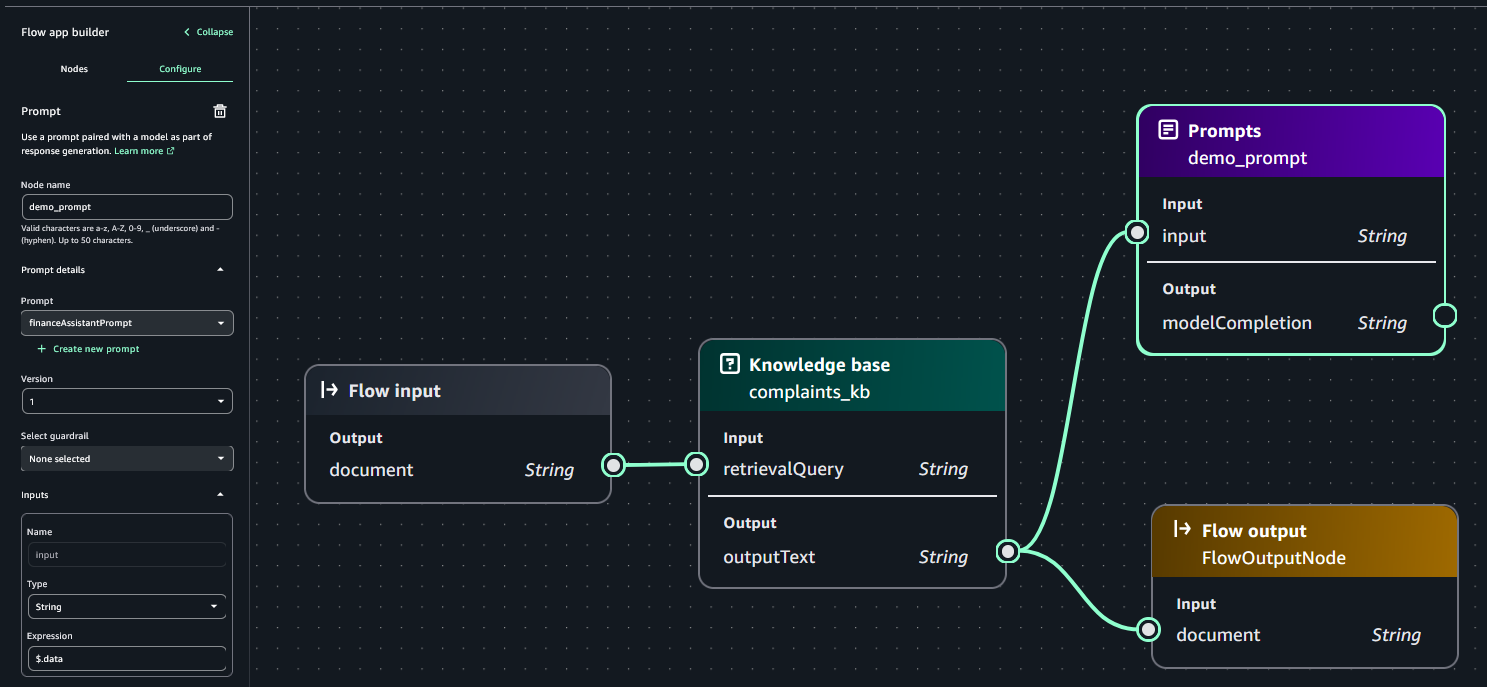 Flow app builder
Collapse
Nodes
Configure
Prompt
Use a prompt paired with a model as part of
response generation. Learn more
Node name
demo_prompt
Valid characters are a-z, A-Z, 0-9, _ (underscore) and -
(hyphen). Up to 50 characters.
Prompt details
Prompt
financeAssistantPrompt
+ Create new prompt
Version
1
Select guardrail
None selected
Inputs
Name
input
Type
String
Expression
$.data
Flow input
Output
document String
? Knowledge base
complaints_kb
Input
retrievalQuery String
Output
outputText String
Prompts
demo_prompt
Input
input String
Output
modelCompletion String
Flow output
FlowOutputNode
Input
document String